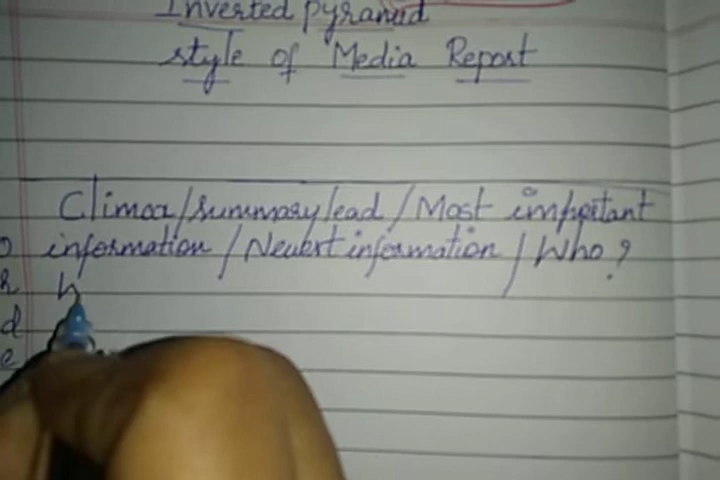 Inverted pyramid
style of Media Report
Climax/summary lead / Most important
o information / Newest information / Who?
r
d
e